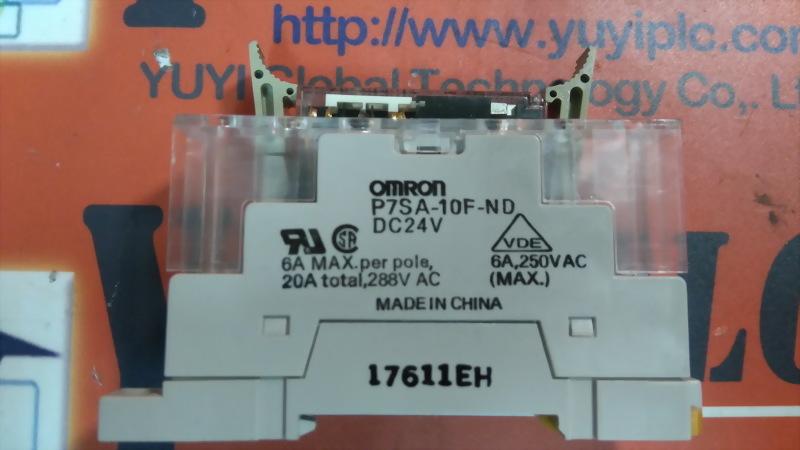 http://www.yuyiplc.co
YUYI Global Technology Co,. Lt
OMRON
P7SA-10F-ND
DC24V
VDE
6A MAX.per pole,
20A total,288V AC
6A,250VAC
(MAX.)
MADE IN CHINA
17611EH